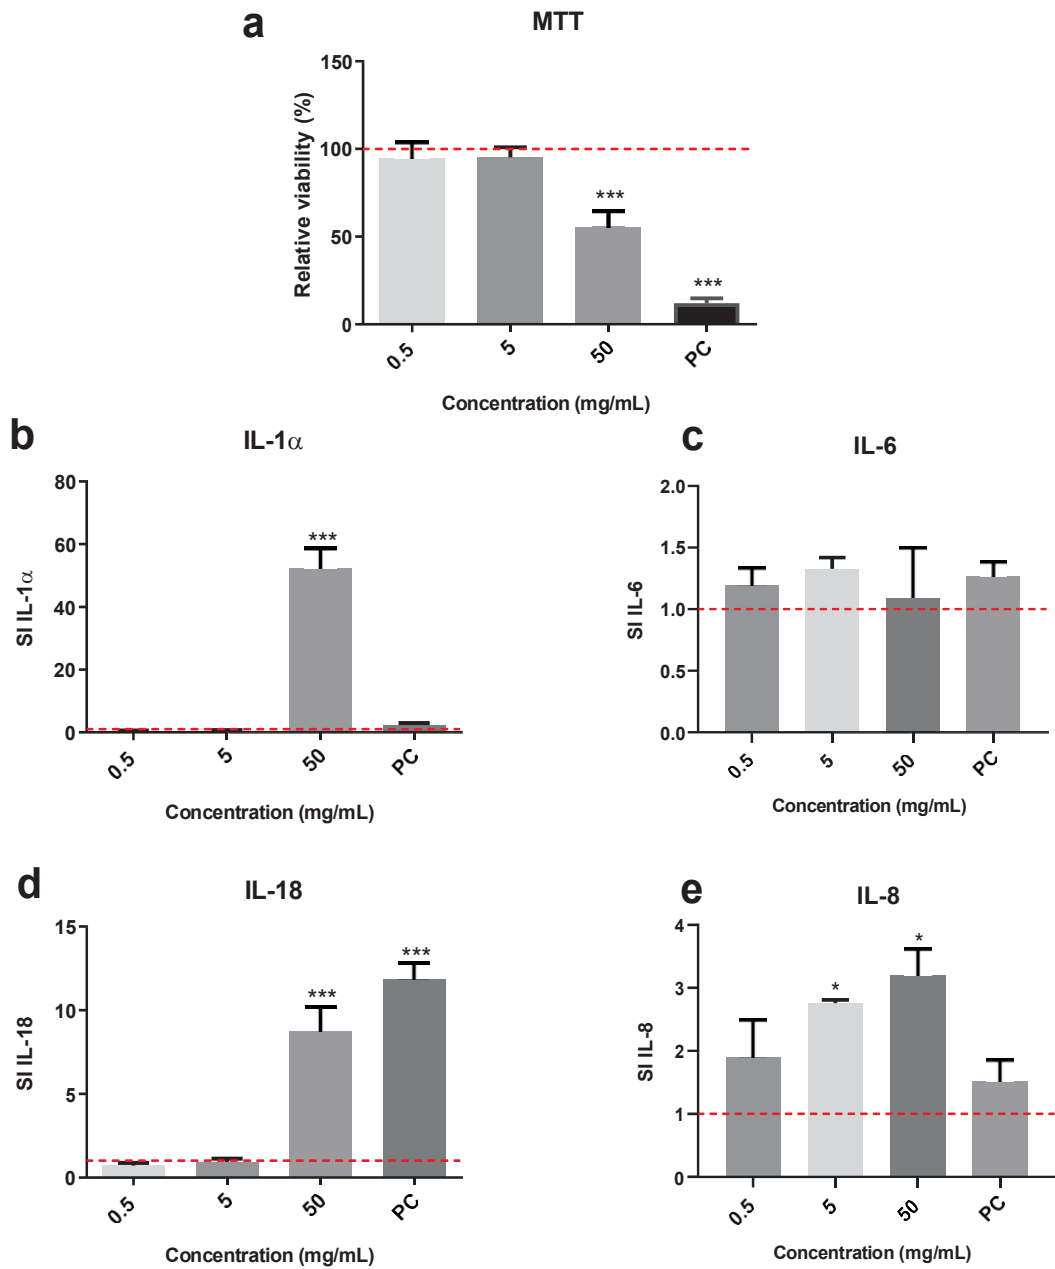 a
MTT
Relative viability (%)
150
100
50
0
***
***
0.5
5
50
PC
Concentration (mg/mL)
b
IL-1α
SI IL-1α
80
60
40
20
0
***
0.5
5
50
PC
Concentration (mg/mL)
c
IL-6
SI IL-6
2.0
1.5
1.0
0.5
0.0
0.5
5
50
PC
Concentration (mg/mL)
d
IL-18
SI IL-18
15
10
5
0
***
***
0.5
5
50
PC
Concentration (mg/mL)
e
IL-8
SI IL-8
4
3
2
1
0
*
*
0.5
5
50
PC
Concentration (mg/mL)